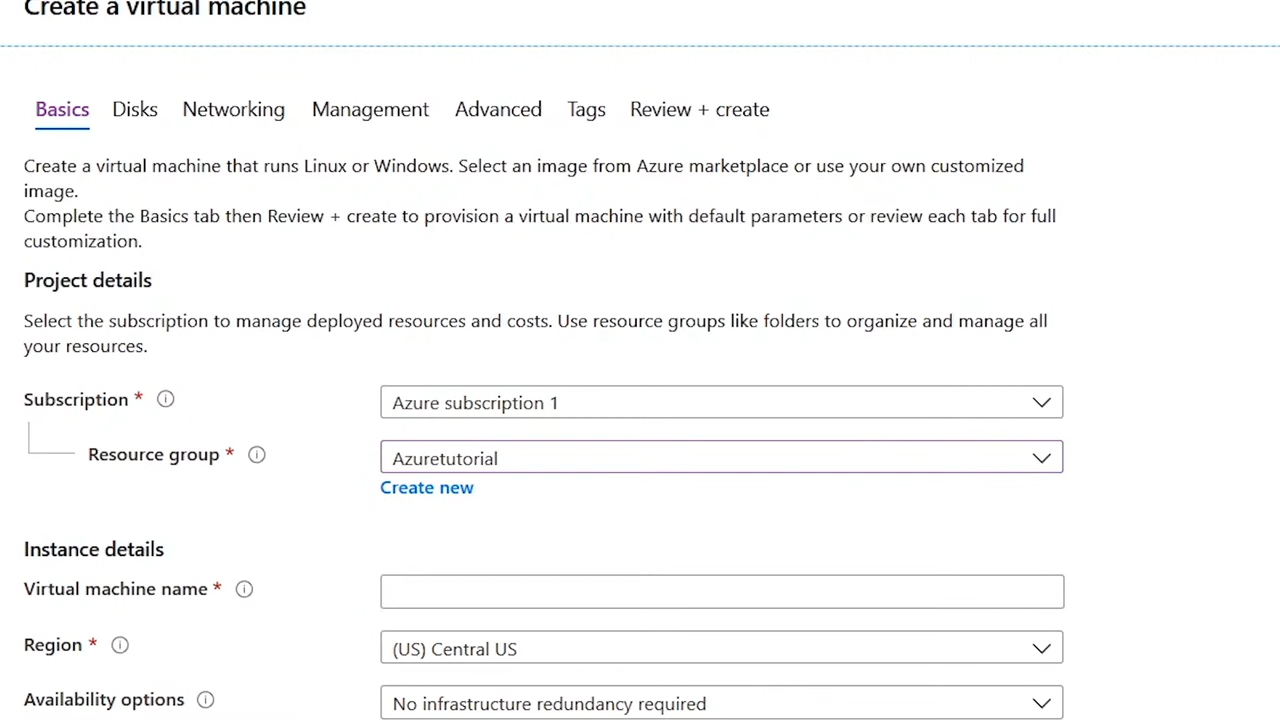 Create a virtual machine
Basics Disks Networking Management Advanced Tags Review + create
Create a virtual machine that runs Linux or Windows. Select an image from Azure marketplace or use your own customized
image.
Complete the Basics tab then Review + create to provision a virtual machine with default parameters or review each tab for full
customization.
Project details
Select the subscription to manage deployed resources and costs. Use resource groups like folders to organize and manage all
your resources.
Subscription * Azure subscription 1
Resource group * Azuretutorial
Create new
Instance details
Virtual machine name *
Region * (US) Central US
Availability options No infrastructure redundancy required